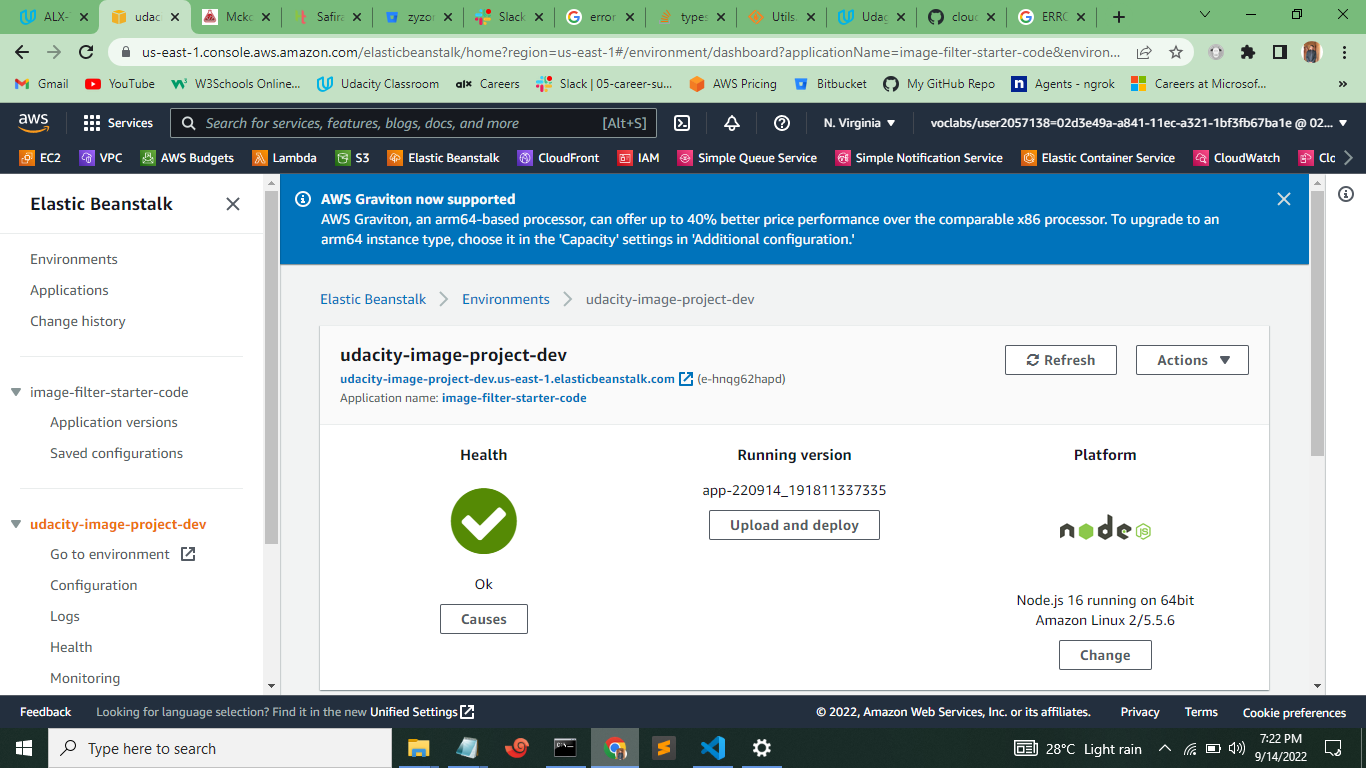 ALX-
udac
Mcko
Safira
zyzor
Slack
error
types
Utils.
Udag
cloud
ERRO
us-east-1.console.aws.amazon.com/elasticbeanstalk/home?region=us-east-1#/environment/dashboard?applicationName=image-filter-starter-code&environ...
Gmail
YouTube
W3Schools Online...
Udacity Classroom
alx Careers
Slack | 05-career-su...
AWS Pricing
Bitbucket
My GitHub Repo
n Agents - ngrok
Careers at Microsof...
»
aws
Services
Search for services, features, blogs, docs, and more
[Alt+S]
N. Virginia
voclabs/user2057138=02d3e49a-a841-11ec-a321-1bf3fb67ba1e @ 02...
EC2
VPC
AWS Budgets
Lambda
S3
Elastic Beanstalk
CloudFront
IAM
Simple Queue Service
Simple Notification Service
Elastic Container Service
CloudWatch
Clo
Elastic Beanstalk
Environments
Applications
Change history
image-filter-starter-code
Application versions
Saved configurations
udacity-image-project-dev
Go to environment
Configuration
Logs
Health
Monitoring
AWS Graviton now supported
AWS Graviton, an arm64-based processor, can offer up to 40% better price performance over the comparable x86 processor. To upgrade to an
arm64 instance type, choose it in the 'Capacity' settings in 'Additional configuration.'
Elastic Beanstalk
Environments
udacity-image-project-dev
udacity-image-project-dev
Refresh
Actions
udacity-image-project-dev.us-east-1.elasticbeanstalk.com (e-hnqg62hapd)
Application name: image-filter-starter-code
Health
Ok
Causes
Running version
app-220914_191811337335
Upload and deploy
Platform
node JS
Node.js 16 running on 64bit
Amazon Linux 2/5.5.6
Change
Feedback
Looking for language selection? Find it in the new Unified Settings
© 2022, Amazon Web Services, Inc. or its affiliates.
Privacy
Terms
Cookie preferences
Type here to search
28°C Light rain
7:22 PM
9/14/2022